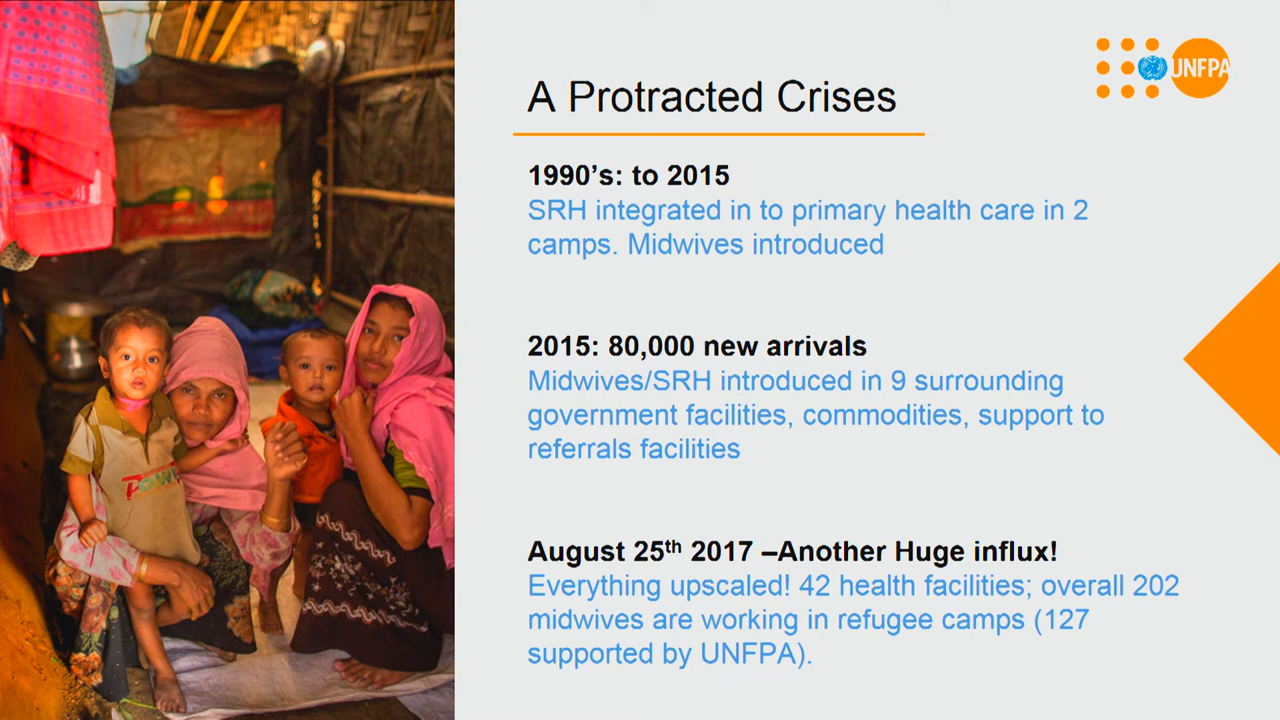 UNFPA
A Protracted Crises
1990's: to 2015
SRH integrated in to primary health care in 2
camps. Midwives introduced
2015: 80,000 new arrivals
Midwives/SRH introduced in 9 surrounding
government facilities, commodities, support to
referrals facilities
August 25th 2017 –Another Huge influx!
Everything upscaled! 42 health facilities; overall 202
midwives are working in refugee camps (127
supported by UNFPA).
POWER